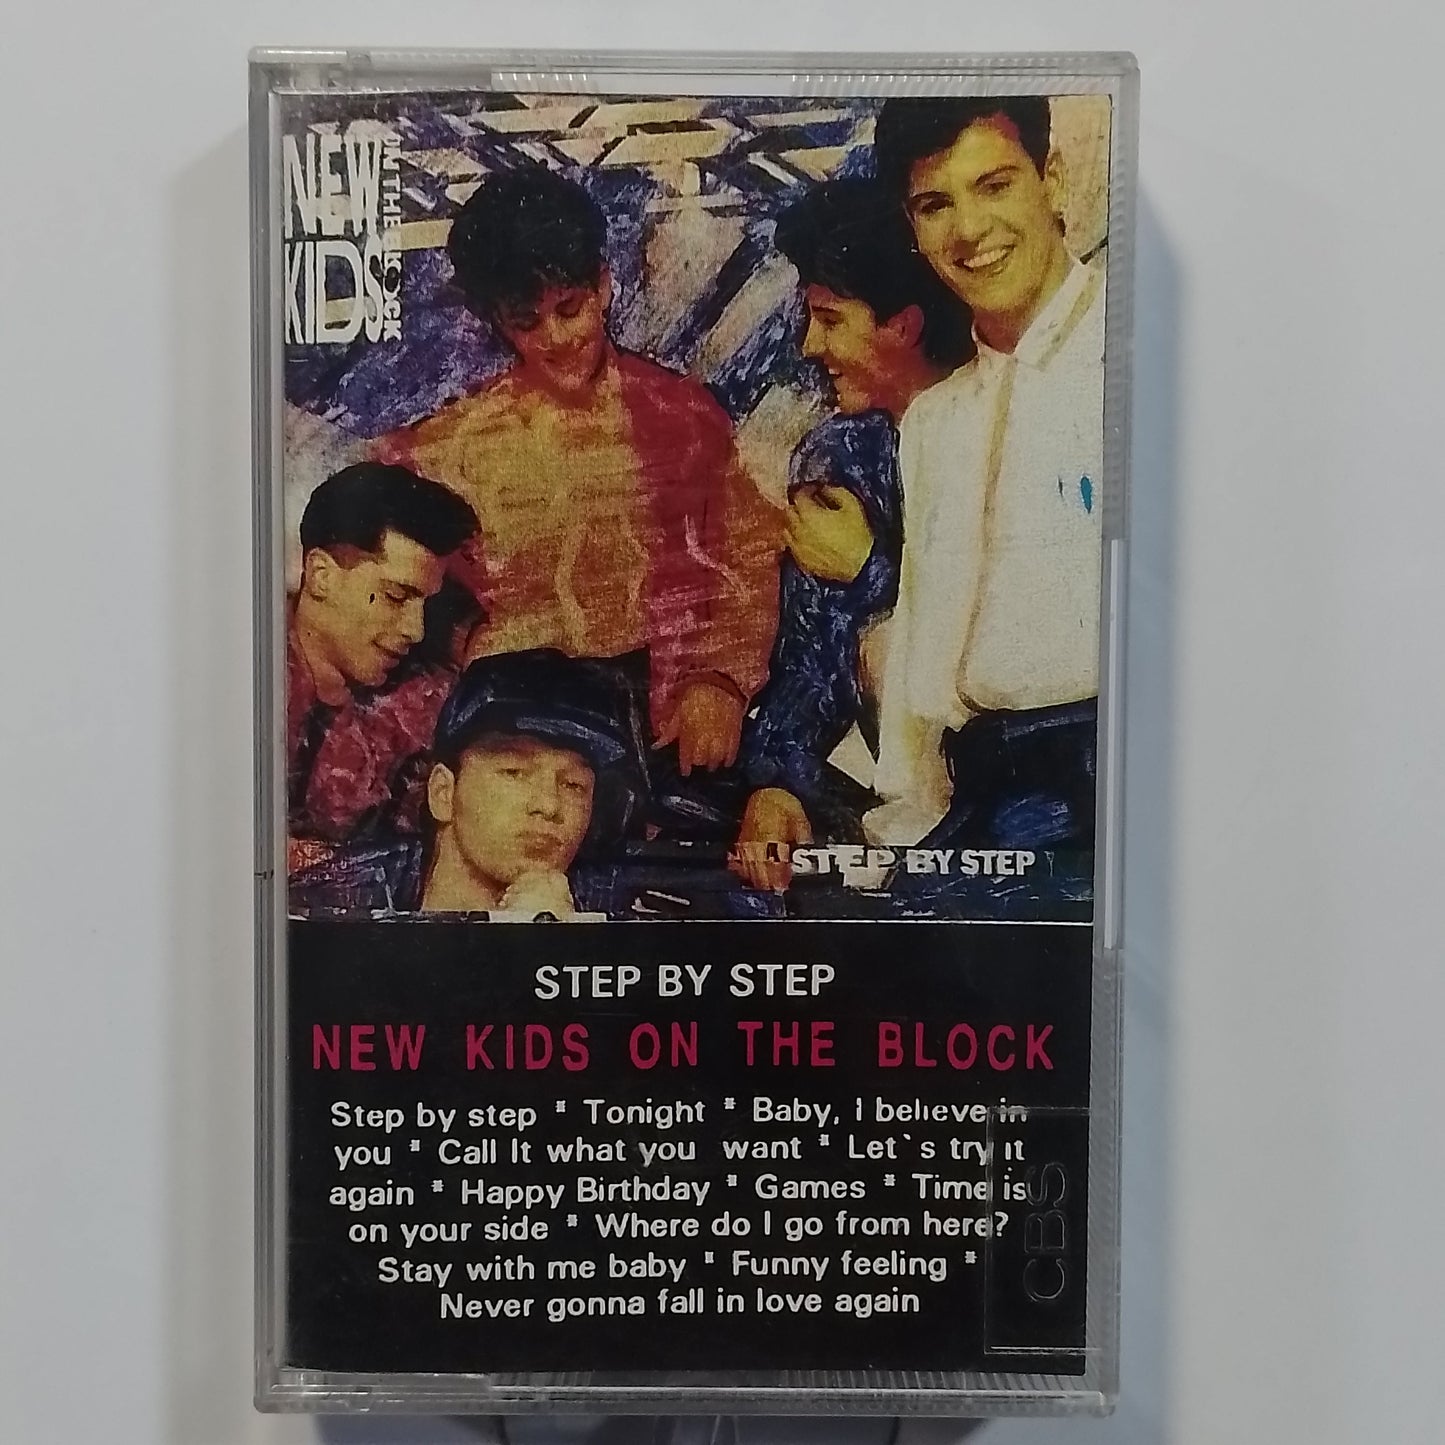 NEW
KIDS
ON THE BLOCK
STEP BY STEP
STEP BY STEP
NEW KIDS ON THE BLOCK
Step by step * Tonight * Baby, I believe in
you * Call It what you want * Let`s try it
again * Happy Birthday * Games * Time is
on your side * Where do I go from here?
Stay with me baby * Funny feeling *
Never gonna fall in love again
CBS